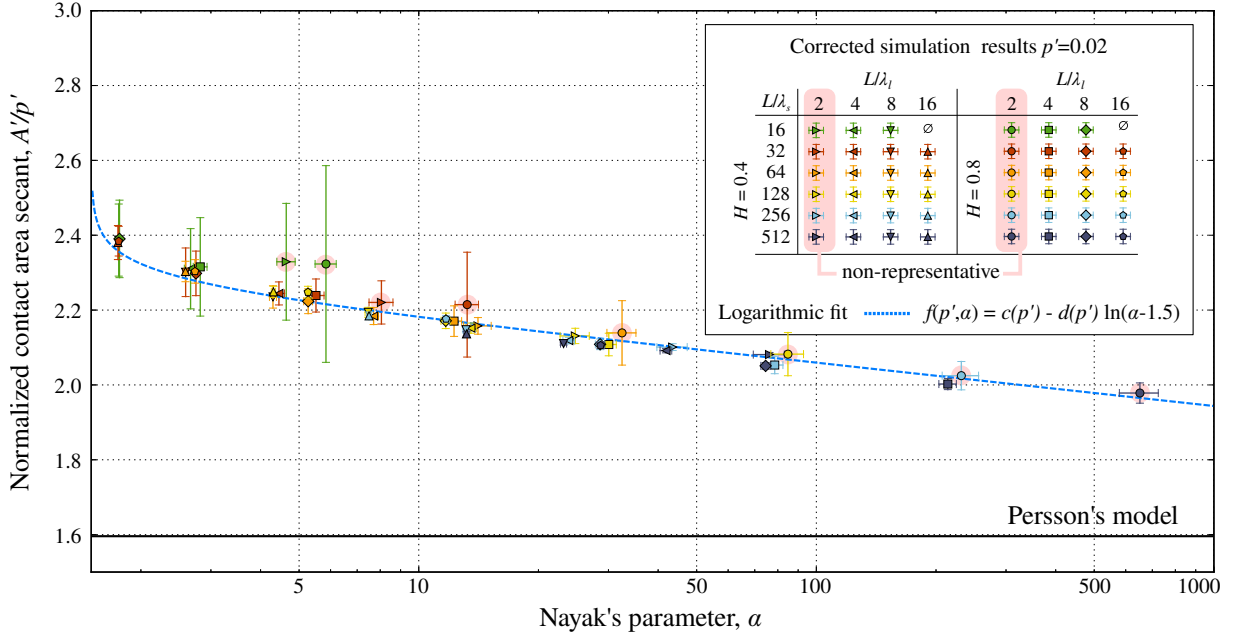 3.0
2.8
2.6
2.4
2.2
2.0
1.8
1.6
Normalized contact area secant, A'/p'
Corrected simulation results p'=0.02
L/λl L/λl
L/λs 2 4 8 16 2 4 8 16
16 ∅ ∅
32
64
128
256
512
H = 0.4
H = 0.8
non-representative
Logarithmic fit f(p',α) = c(p') - d(p') ln(α-1.5)
Persson's model
5 10 50 100 500 1000
Nayak's parameter, α